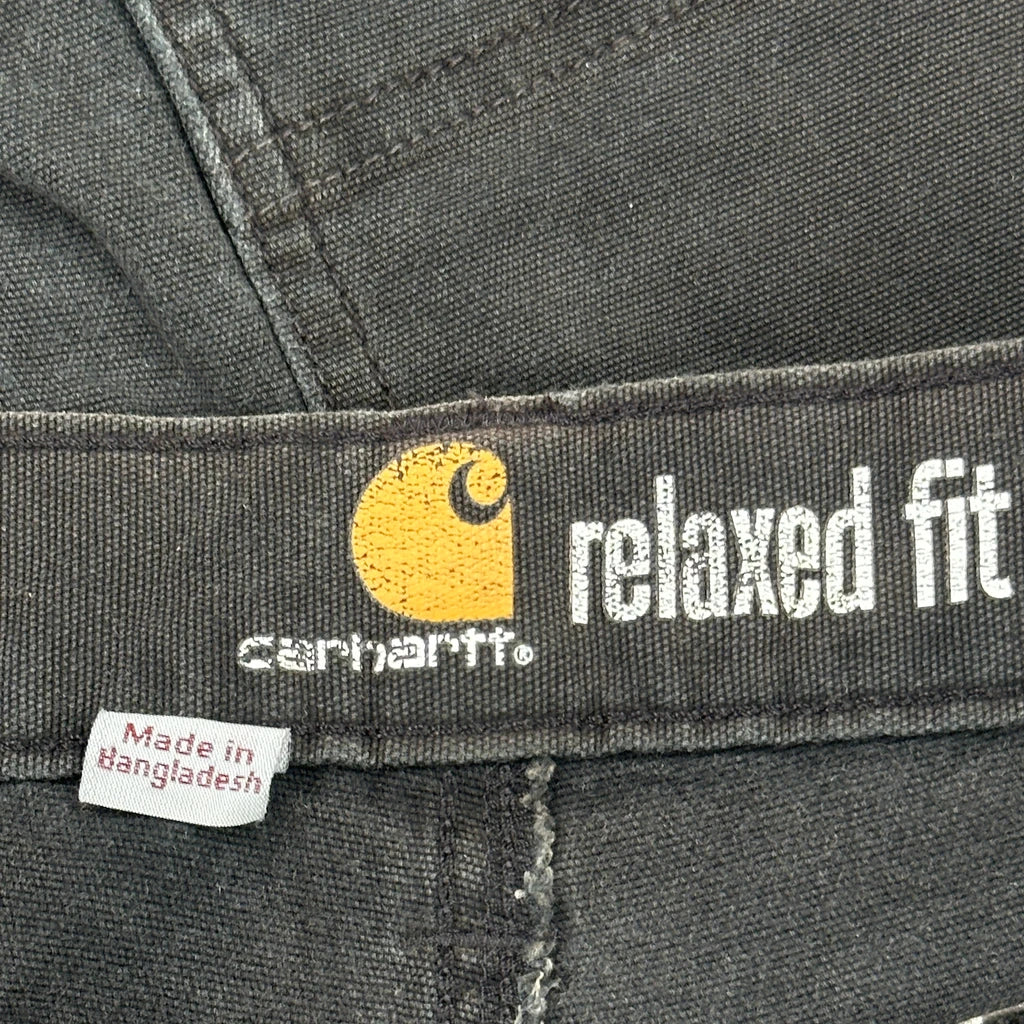 relaxed fit
carhartt®
Made in
Bangladesh